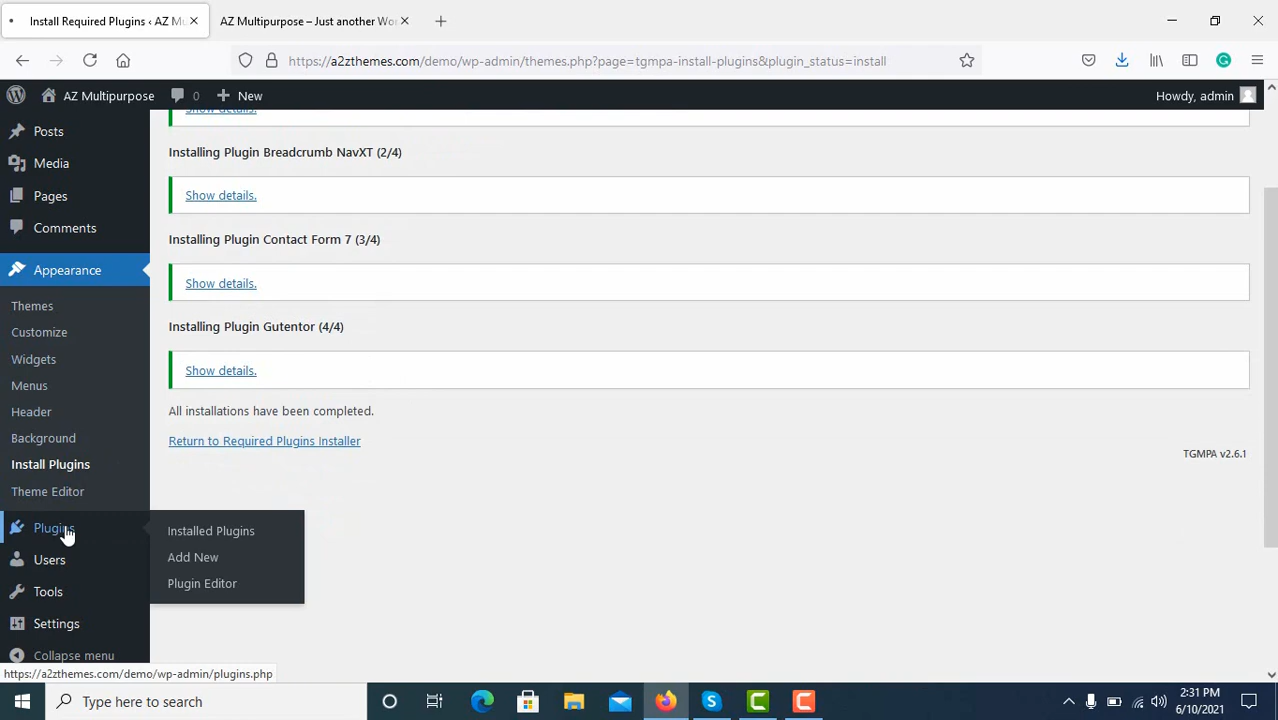 Install Required Plugins ‹ AZ Mu
AZ Multipurpose – Just another Wo
https://a2zthemes.com/demo/wp-admin/themes.php?page=tgmpa-install-plugins&plugin_status=install
AZ Multipurpose
0
New
Howdy, admin
Posts
Media
Pages
Comments
Appearance
Themes
Customize
Widgets
Menus
Header
Background
Install Plugins
Theme Editor
Plugins
Users
Tools
Settings
Collapse menu
Installed Plugins
Add New
Plugin Editor
Show details.
Installing Plugin Breadcrumb NavXT (2/4)
Show details.
Installing Plugin Contact Form 7 (3/4)
Show details.
Installing Plugin Gutentor (4/4)
Show details.
All installations have been completed.
Return to Required Plugins Installer
TGMPA v2.6.1
https://a2zthemes.com/demo/wp-admin/plugins.php
Type here to search
2:31 PM
6/10/2021